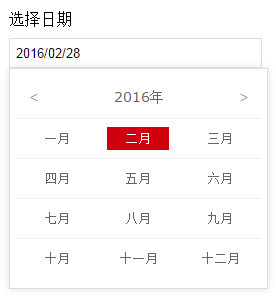 选择日期
2016/02/28
< 2016年 >
一月 二月 三月
四月 五月 六月
七月 八月 九月
十月 十一月 十二月